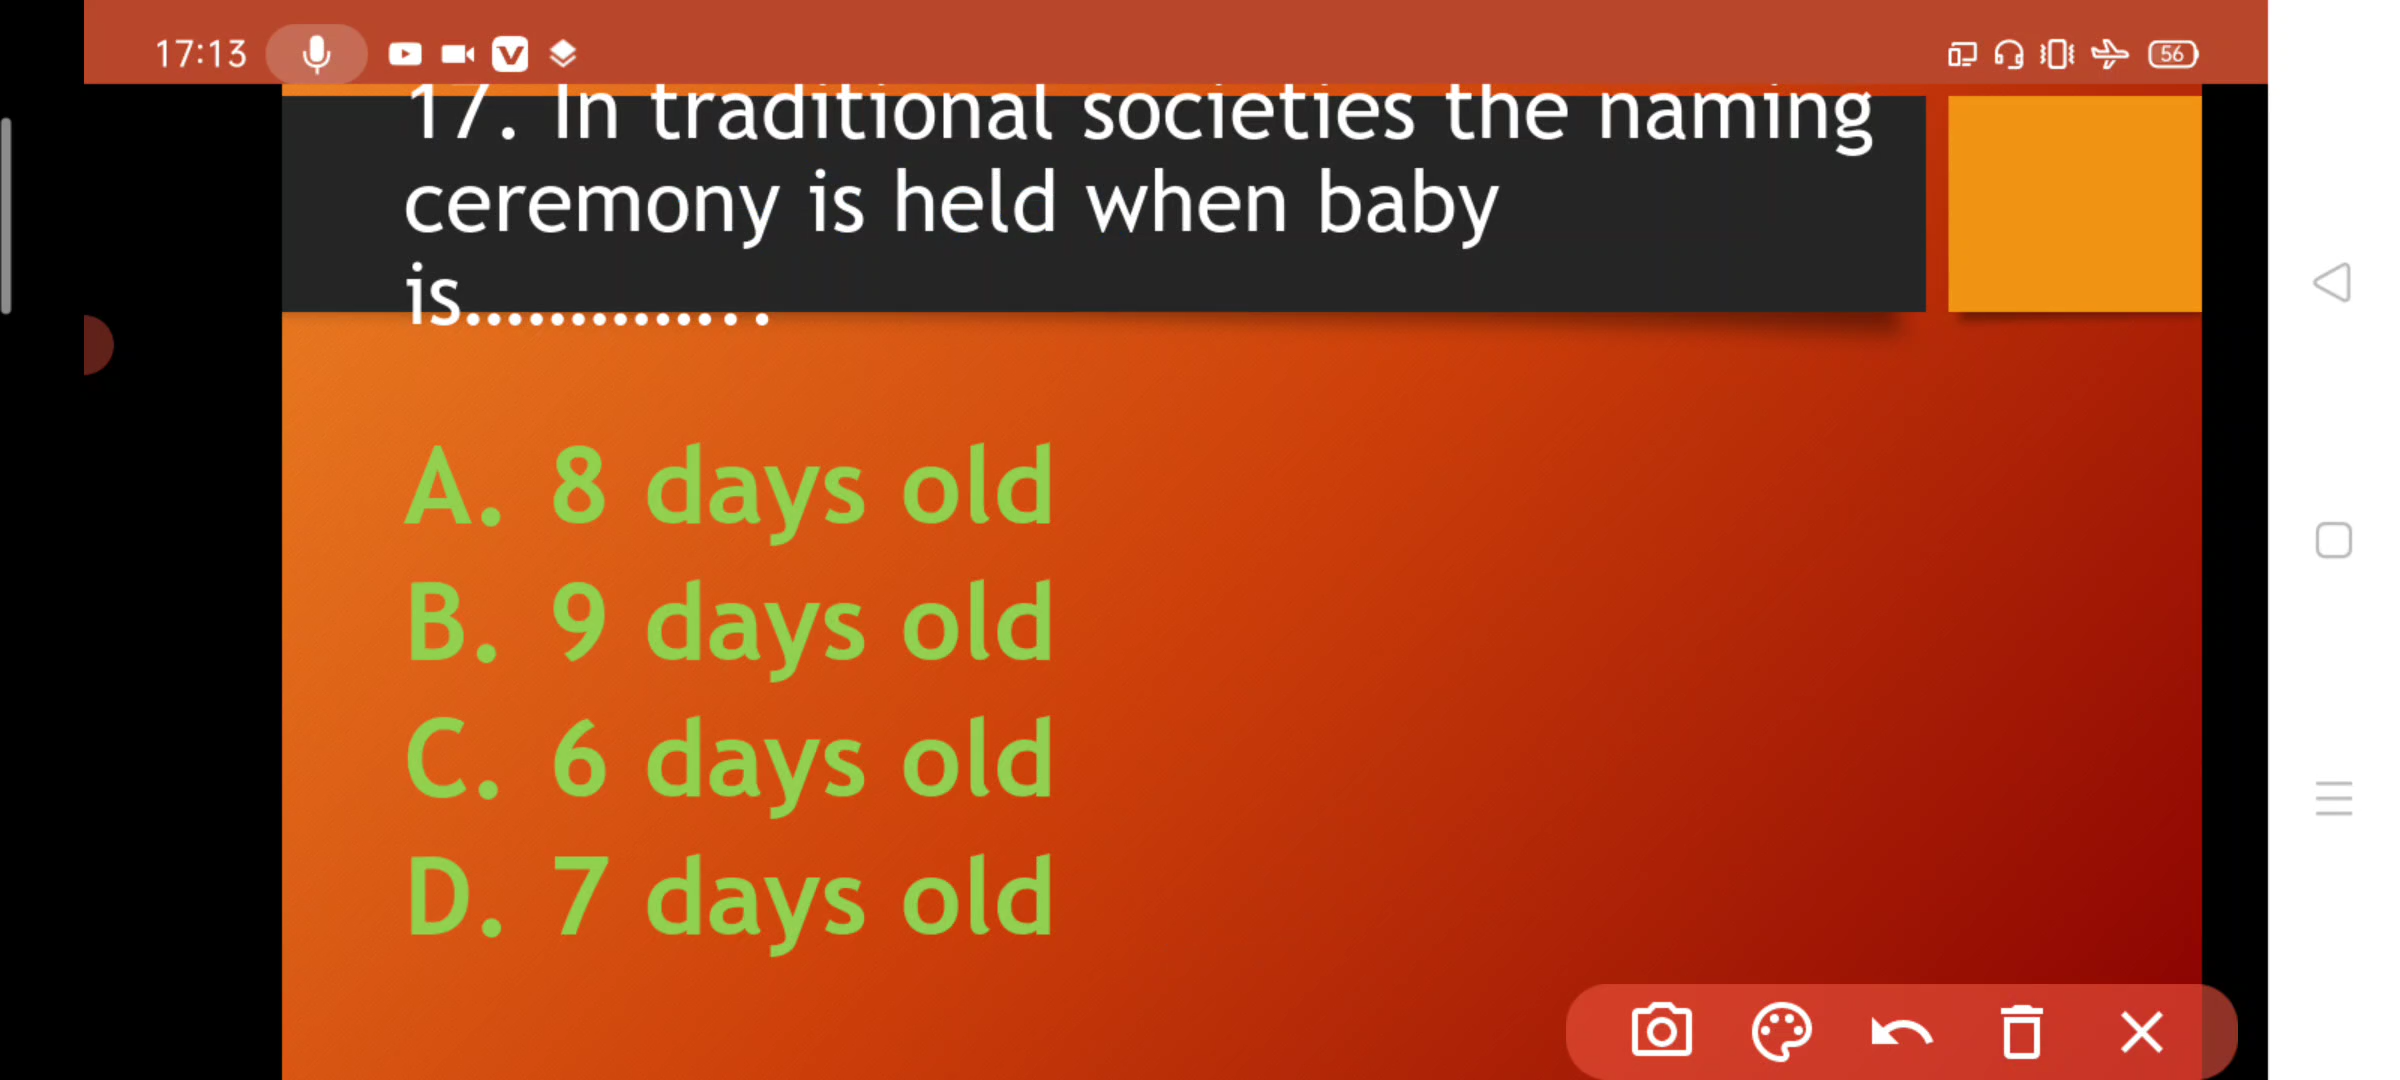 17:13
56
17. In traditional societies the naming
ceremony is held when baby
is..............
A. 8 days old
B. 9 days old
C. 6 days old
D. 7 days old